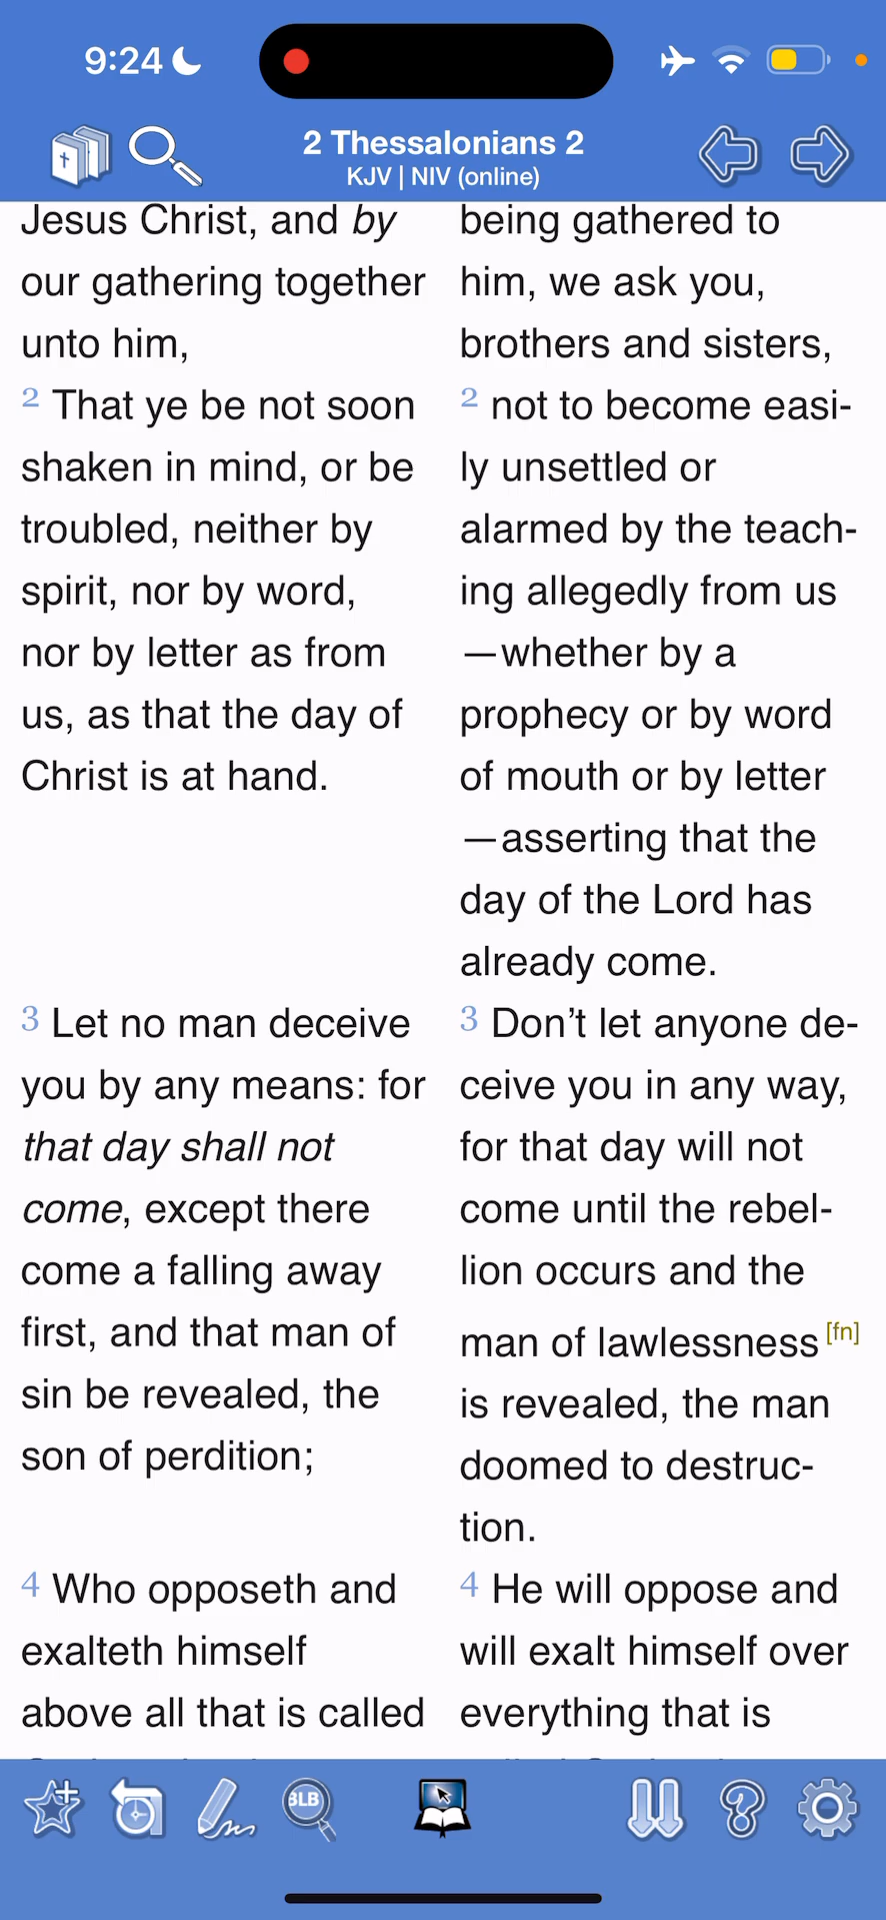 9:24
2 Thessalonians 2
KJV | NIV (online)
Jesus Christ, and by
our gathering together
unto him,
2 That ye be not soon
shaken in mind, or be
troubled, neither by
spirit, nor by word,
nor by letter as from
us, as that the day of
Christ is at hand.
3 Let no man deceive
you by any means: for
that day shall not
come, except there
come a falling away
first, and that man of
sin be revealed, the
son of perdition;
4 Who opposeth and
exalteth himself
above all that is called
being gathered to
him, we ask you,
brothers and sisters,
2 not to become easi-
ly unsettled or
alarmed by the teach-
ing allegedly from us
—whether by a
prophecy or by word
of mouth or by letter
—asserting that the
day of the Lord has
already come.
3 Don’t let anyone de-
ceive you in any way,
for that day will not
come until the rebel-
lion occurs and the
man of lawlessness [fn]
is revealed, the man
doomed to destruc-
tion.
4 He will oppose and
will exalt himself over
everything that is
BLB